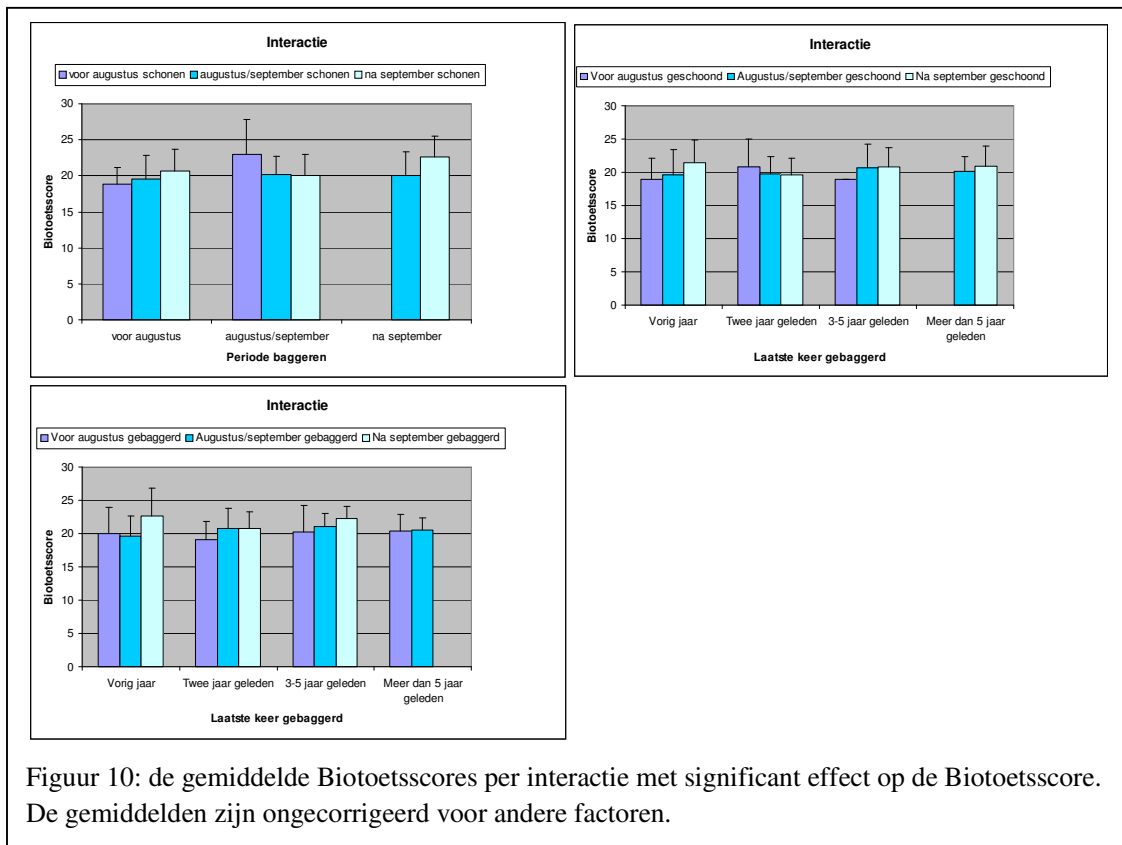 Interactie
voor augustus schonen augustus/september schonen na september schonen
30
25
20
15
10
5
0
Biotoetsscore
voor augustus augustus/september na september
Periode baggeren
Interactie
Voor augustus geschoond Augustus/september geschoond Na september geschoond
30
25
20
15
10
5
0
Biotoetsscore
Vorig jaar Twee jaar geleden 3-5 jaar geleden Meer dan 5 jaar
geleden
Laatste keer gebaggerd
Interactie
Voor augustus gebaggerd Augustus/september gebaggerd Na september gebaggerd
30
25
20
15
10
5
0
Biotoetsscore
Vorig jaar Twee jaar geleden 3-5 jaar geleden Meer dan 5 jaar
geleden
Laatste keer gebaggerd
Figuur 10: de gemiddelde Biotoetsscores per interactie met significant effect op de Biotoetsscore.
De gemiddelden zijn ongecorrigeerd voor andere factoren.